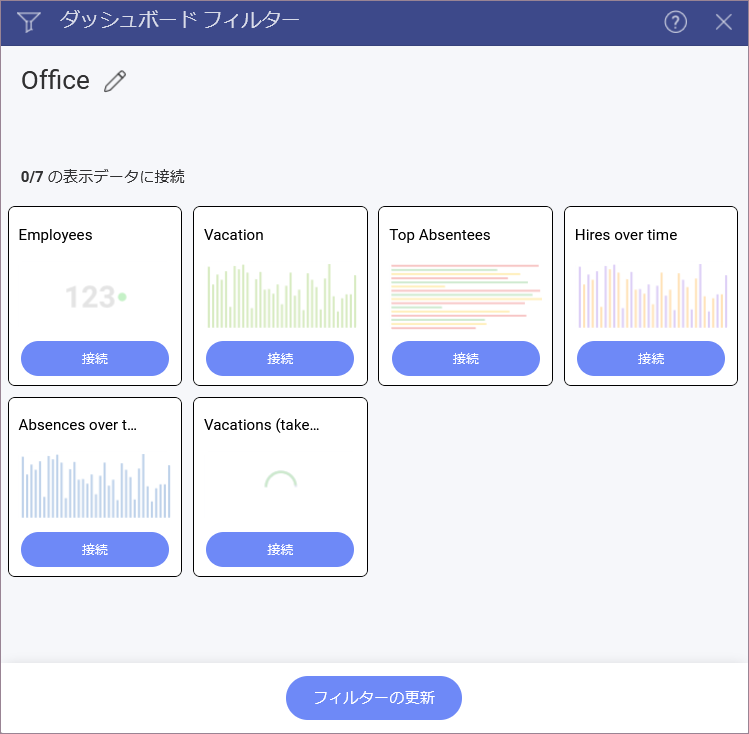 ダッシュボード フィルター
Office
0/7 の表示データに接続
Employees
Vacation
Top Absentees
Hires over time
123
接続
接続
接続
接続
Absences over t...
Vacations (take...
接続
接続
フィルターの更新